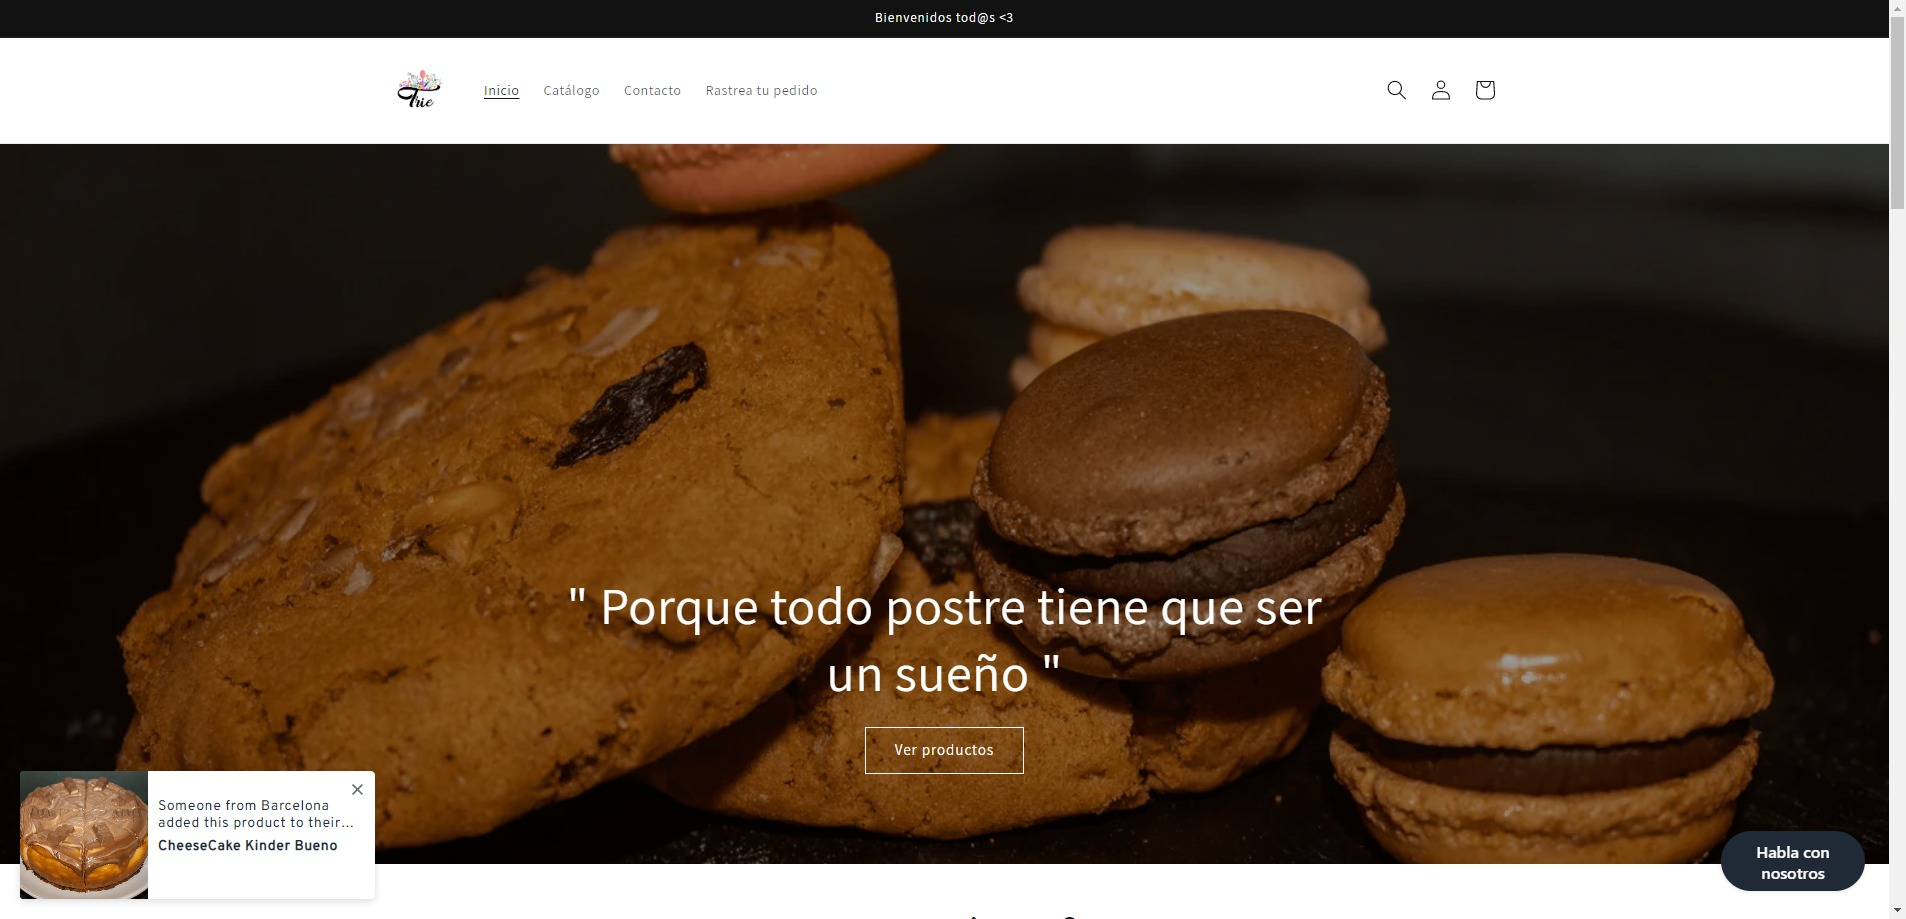 Bienvenidos tod@s <3
Trie
Inicio
Catálogo
Contacto
Rastrea tu pedido
" Porque todo postre tiene que ser
un sueño "
Ver productos
Someone from Barcelona
added this product to their...
CheeseCake Kinder Bueno
Habla con
nosotros